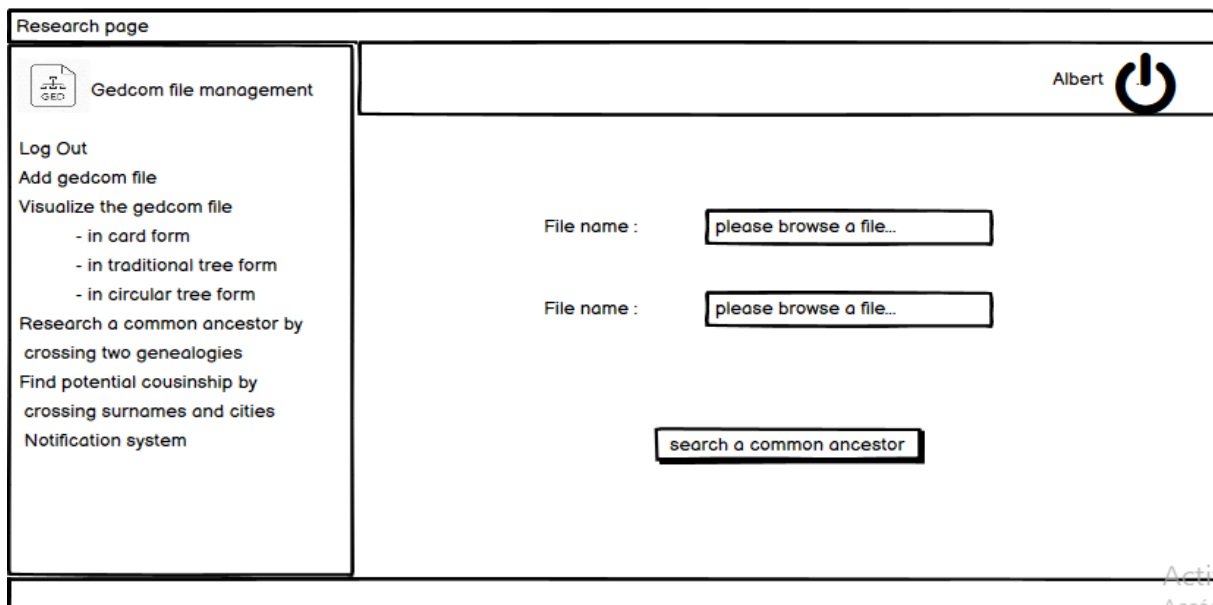 Research page
GED
Gedcom file management
Albert
Log Out
Add gedcom file
Visualize the gedcom file
- in card form
- in traditional tree form
- in circular tree form
Research a common ancestor by
crossing two genealogies
Find potential cousinship by
crossing surnames and cities
Notification system
File name :
please browse a file...
File name :
please browse a file...
search a common ancestor
Acti